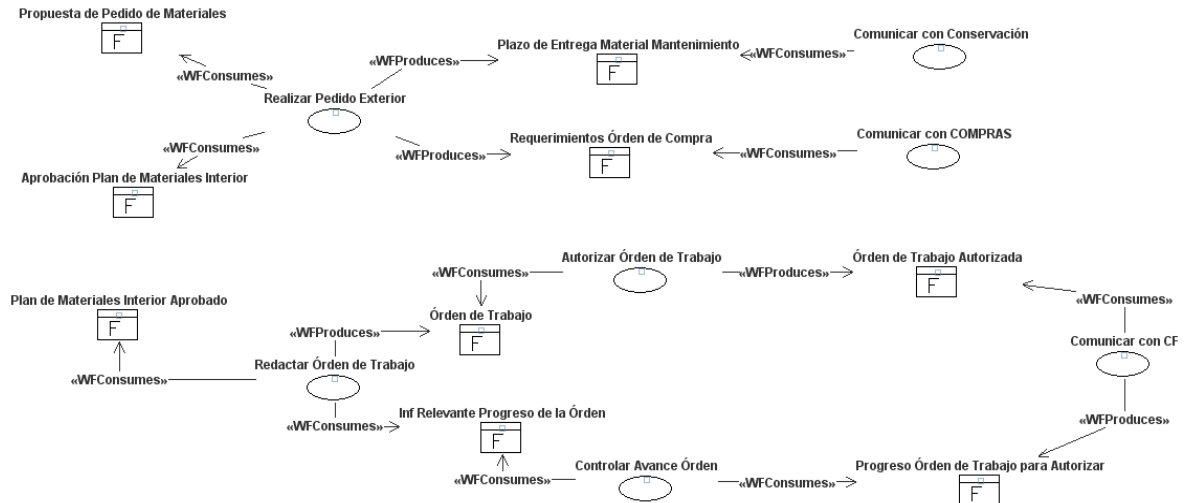 Propuesta de Pedido de Materiales
F
Plazo de Entrega Material Mantenimiento
Comunicar con Conservación
«WFProduces»
«WFConsumes»
«WFConsumes»
F
Realizar Pedido Exterior
Requerimientos Órden de Compra
Comunicar con COMPRAS
«WFConsumes»
«WFProduces»
F
«WFConsumes»
Aprobación Plan de Materiales Interior
F
Autorizar Órden de Trabajo
Órden de Trabajo Autorizada
«WFConsumes»
«WFProduces»
F
Plan de Materiales Interior Aprobado
«WFConsumes»
F
Órden de Trabajo
«WFProduces»
F
Comunicar con CF
Redactar Órden de Trabajo
«WFConsumes»
Inf Relevante Progreso de la Órden
«WFConsumes»
F
«WFProduces»
Controlar Avance Órden
Progreso Órden de Trabajo para Autorizar
«WFConsumes»
«WFConsumes»
F